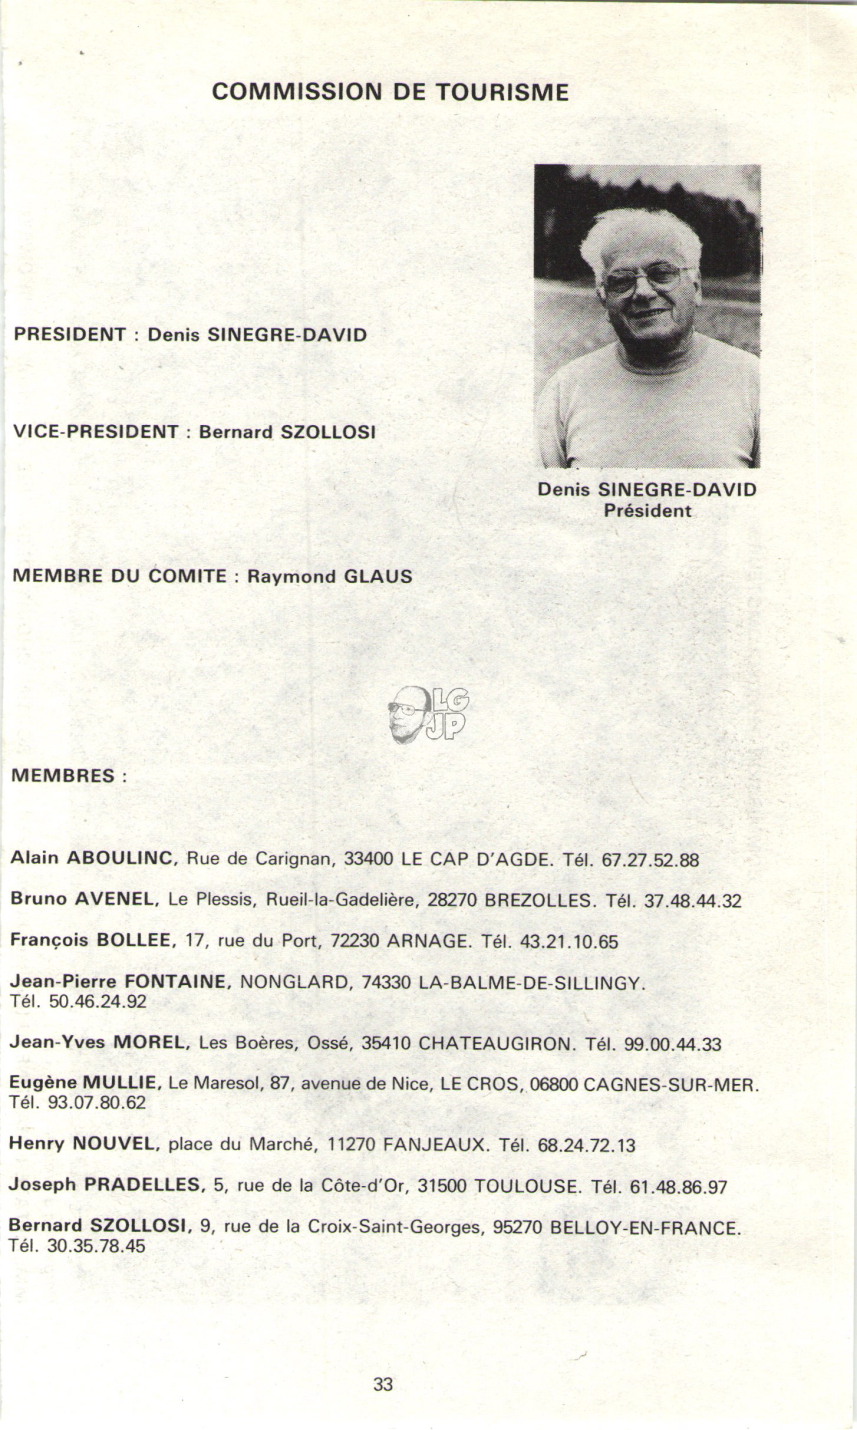 COMMISSION DE TOURISME
PRESIDENT : Denis SINEGRE-DAVID
VICE-PRESIDENT : Bernard SZOLLOSI
Denis SINEGRE-DAVID
Président
MEMBRE DU COMITE : Raymond GLAUS
LG
JP
MEMBRES :
Alain ABOULINC, Rue de Carignan, 33400 LE CAP D'AGDE. Tél. 67.27.52.88
Bruno AVENEL, Le Plessis, Rueil-la-Gadelière, 28270 BREZOLLES. Tél. 37.48.44.32
François BOLLEE, 17, rue du Port, 72230 ARNAGE. Tél. 43.21.10.65
Jean-Pierre FONTAINE, NONGLARD, 74330 LA-BALME-DE-SILLINGY.
Tél. 50.46.24.92
Jean-Yves MOREL, Les Boères, Ossé, 35410 CHATEAUGIRON. Tél. 99.00.44.33
Eugène MULLIE, Le Maresol, 87, avenue de Nice, LE CROS, 06800 CAGNES-SUR-MER.
Tél. 93.07.80.62
Henry NOUVEL, place du Marché, 11270 FANJEAUX. Tél. 68.24.72.13
Joseph PRADELLES, 5, rue de la Côte-d'Or, 31500 TOULOUSE. Tél. 61.48.86.97
Bernard SZOLLOSI, 9, rue de la Croix-Saint-Georges, 95270 BELLOY-EN-FRANCE.
Tél. 30.35.78.45
33